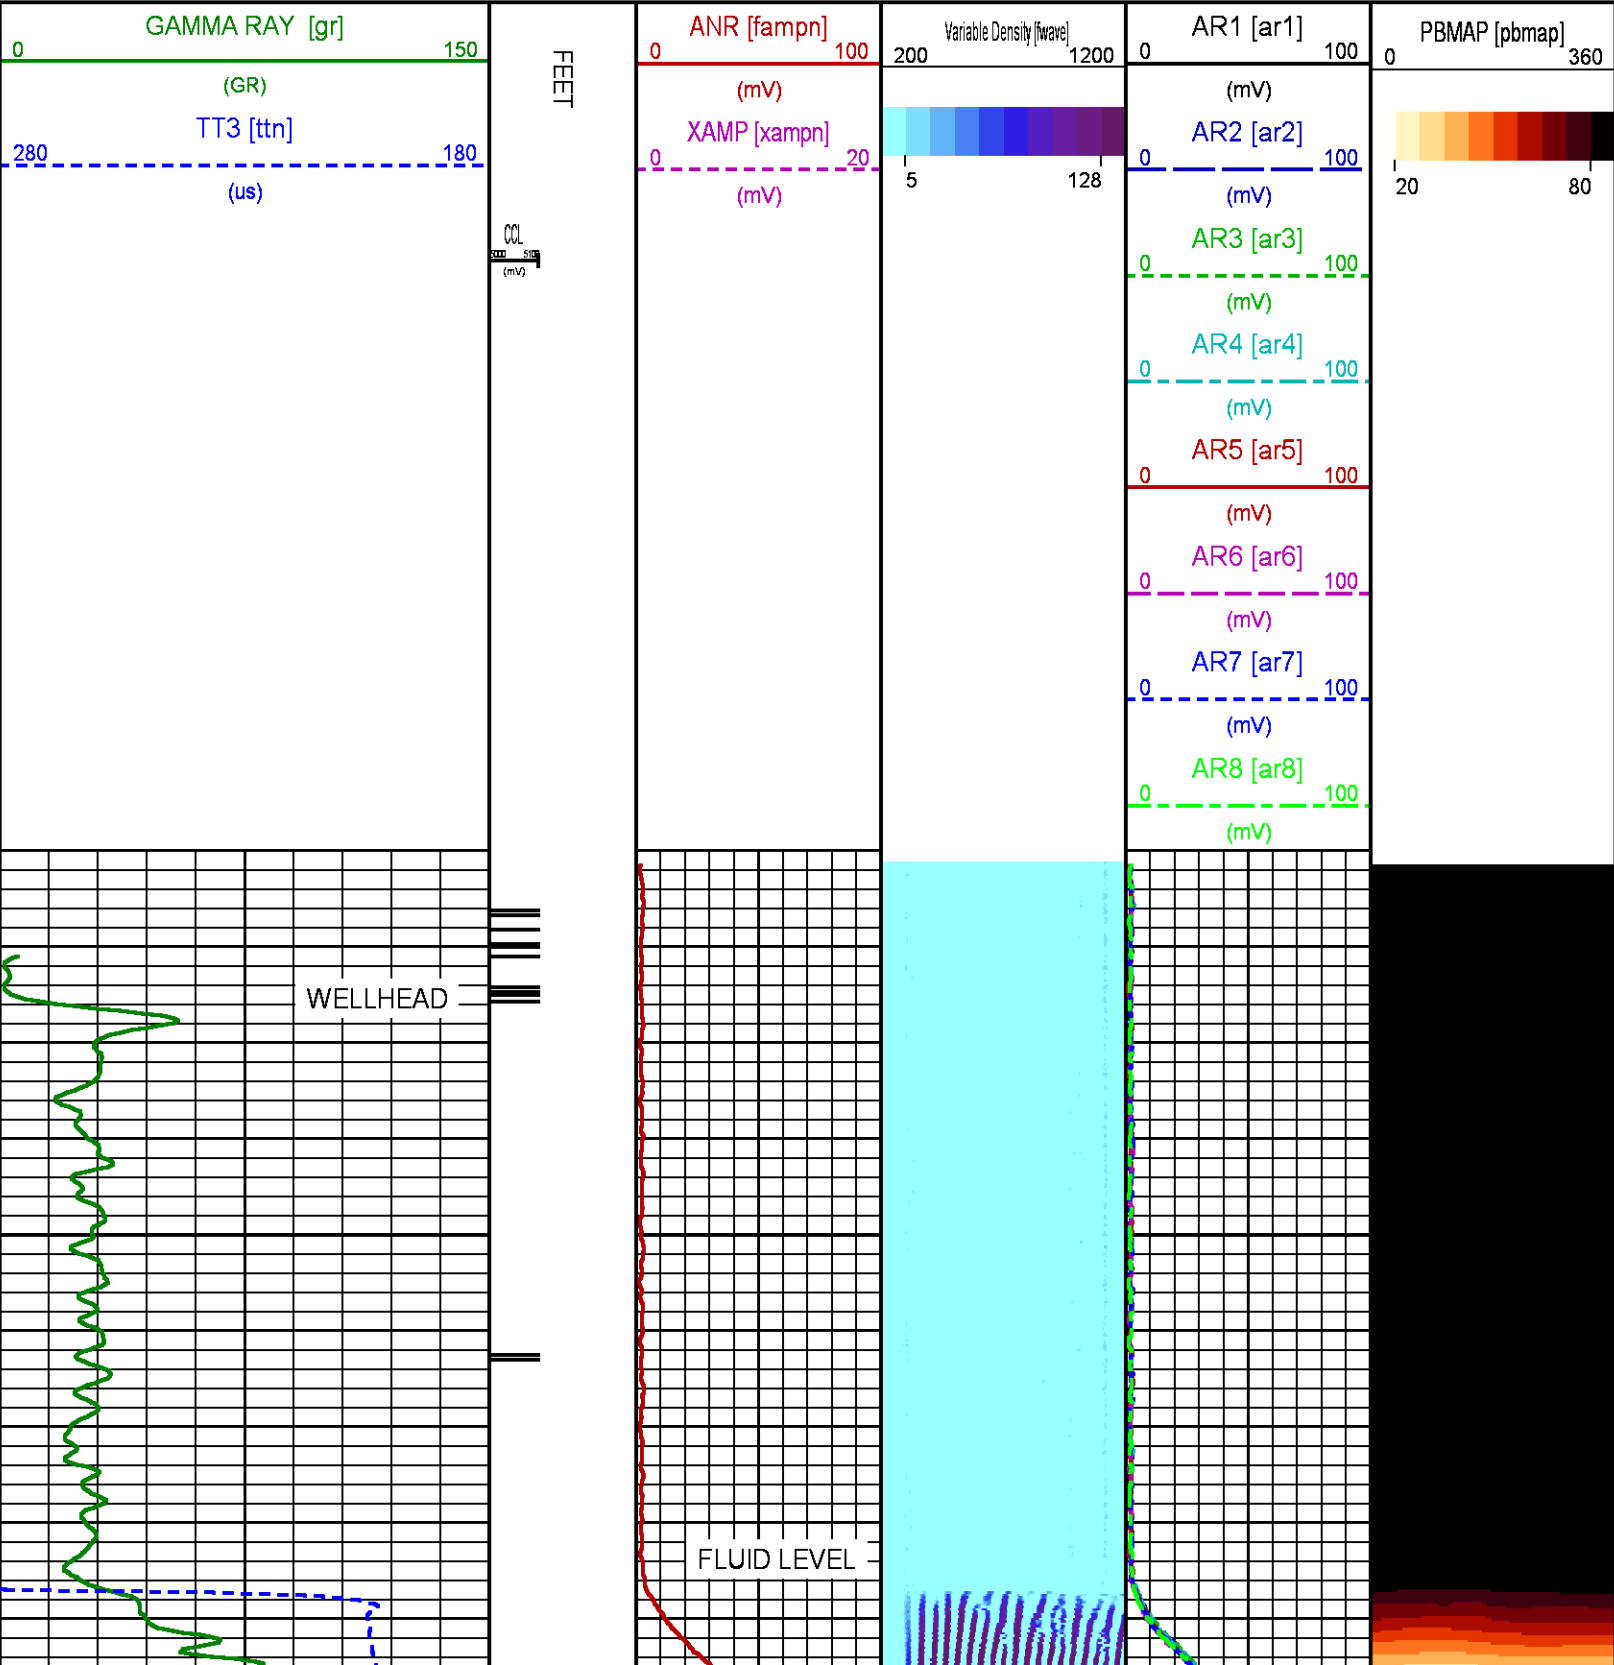 GAMMA RAY [gr]
0 150
(GR)
TT3 [ttn]
280 180
(us)
CCL
(mV)
FEET
ANR [fampn]
0 100
(mV)
XAMP [xampn]
0 20
(mV)
Variable Density [fwave]
200 1200
5 128
AR1 [ar1]
0 100
(mV)
AR2 [ar2]
0 100
(mV)
AR3 [ar3]
0 100
(mV)
AR4 [ar4]
0 100
(mV)
AR5 [ar5]
0 100
(mV)
AR6 [ar6]
0 100
(mV)
AR7 [ar7]
0 100
(mV)
AR8 [ar8]
0 100
(mV)
PBMAP [pbmap]
0 360
20 80
WELLHEAD
FLUID LEVEL